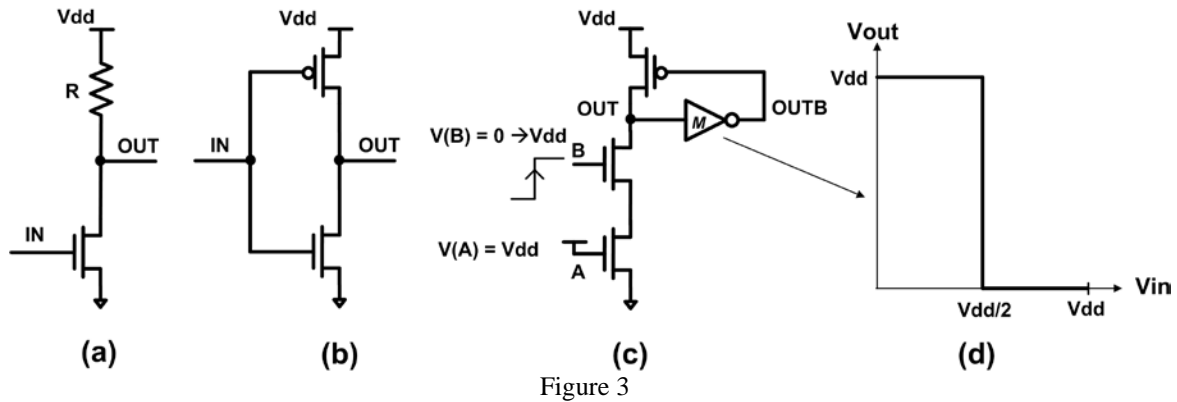 Vdd
R
OUT
IN
(a)
Vdd
IN
OUT
(b)
Vdd
OUT
OUTB
M
V(B) = 0 →Vdd
B
V(A) = Vdd
A
(c)
Vout
Vdd
Vdd/2
Vdd
Vin
(d)
Figure 3